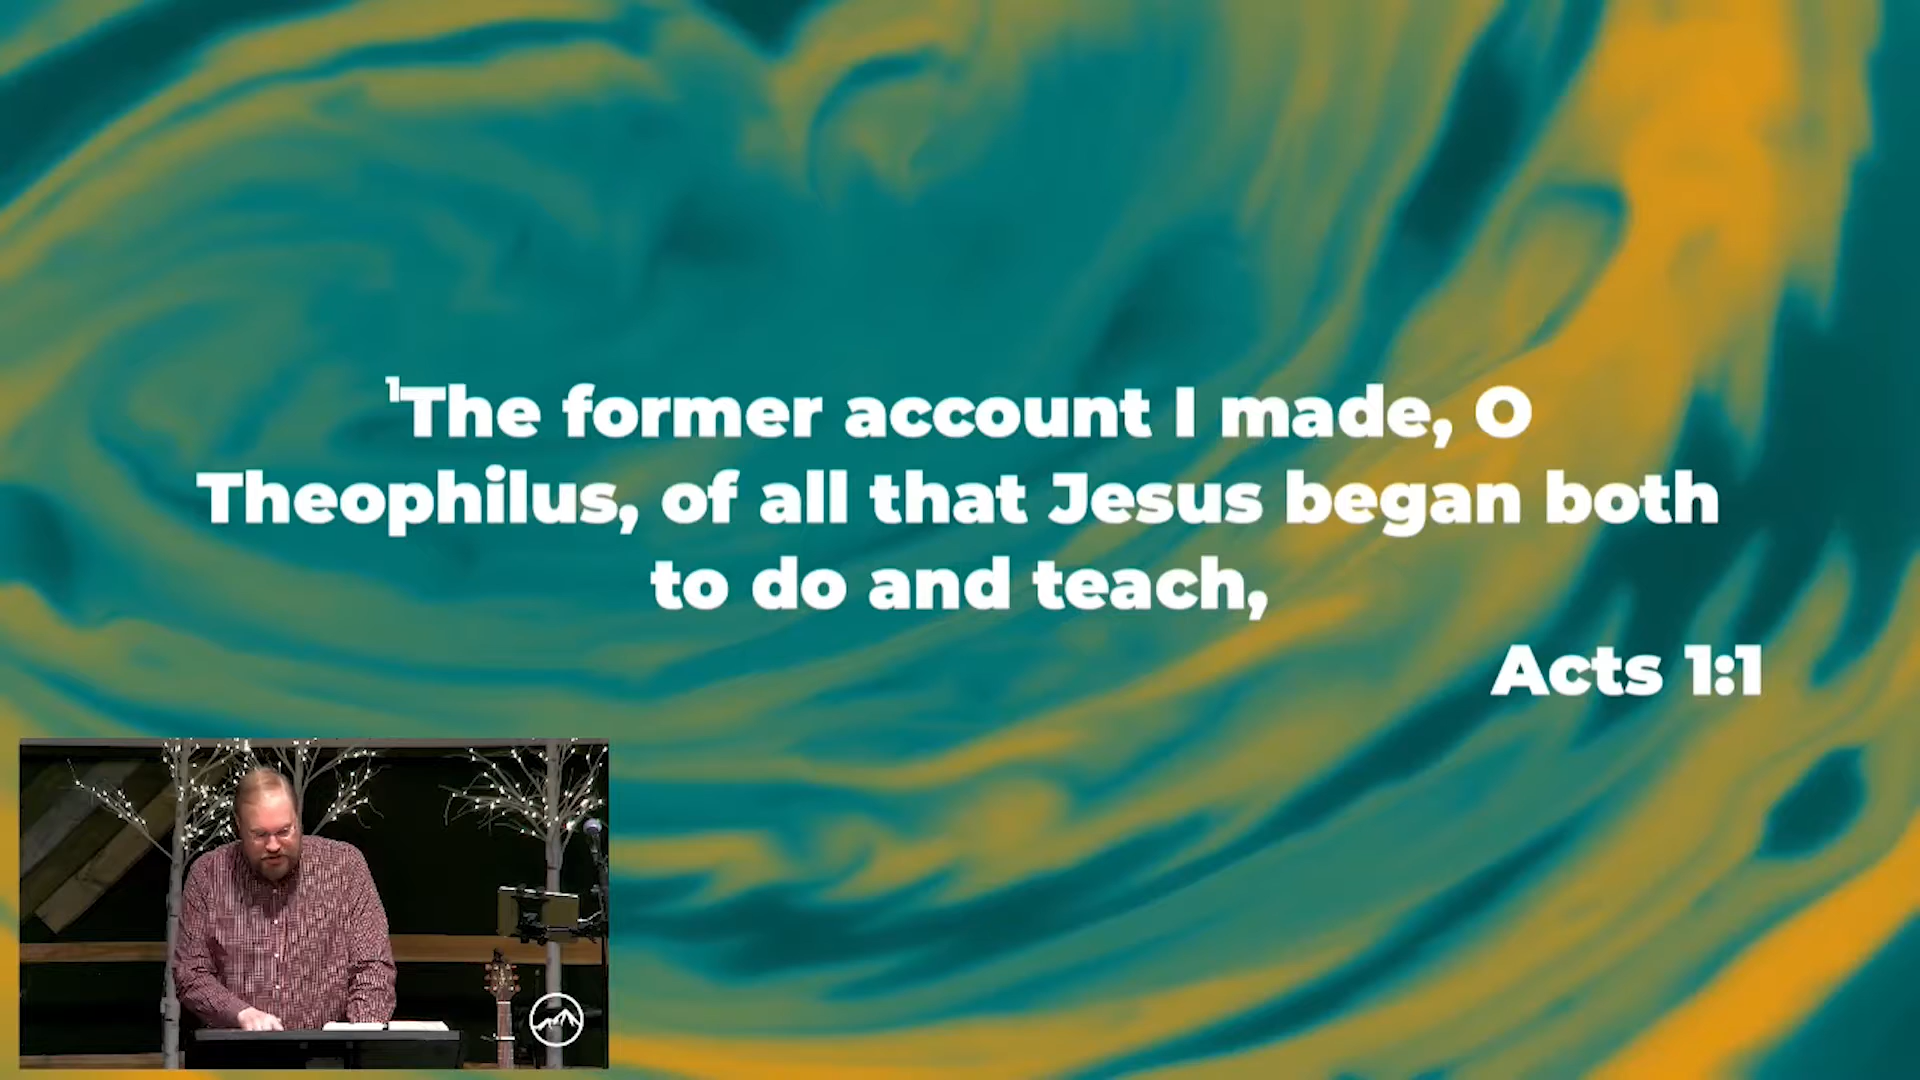 ¹The former account I made, O
Theophilus, of all that Jesus began both
to do and teach,
Acts 1:1